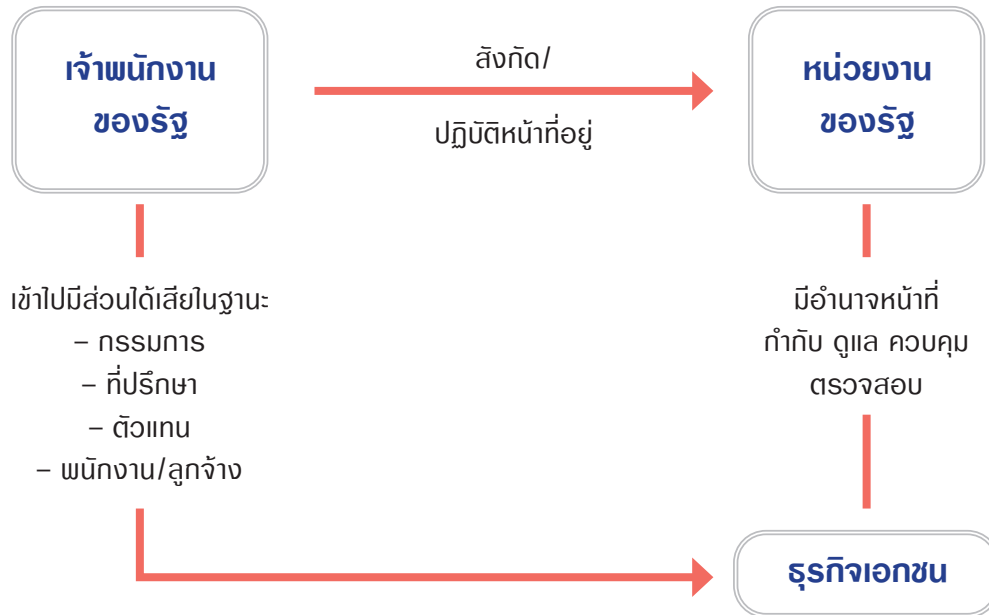 เจ้าพนักงาน
ของรัฐ
สังกัด/
ปฏิบัติหน้าที่อยู่
หน่วยงาน
ของรัฐ
เข้าไปมีส่วนได้เสียในฐานะ
– กรรมการ
– ที่ปรึกษา
– ตัวแทน
– พนักงาน/ลูกจ้าง
มีอำนาจหน้าที่
กำกับ ดูแล ควบคุม
ตรวจสอบ
ธุรกิจเอกชน